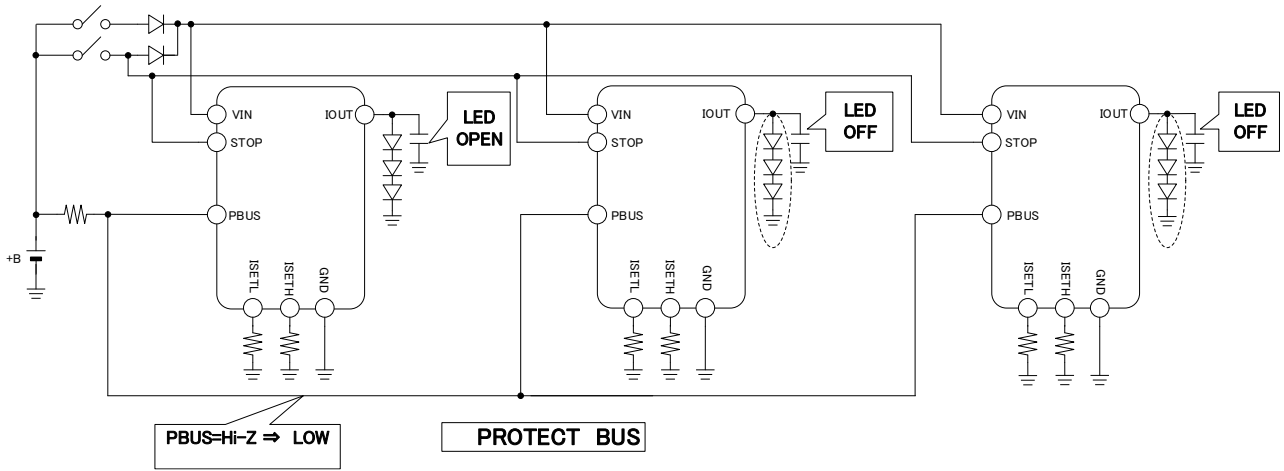 VIN
STOP
PBUS
IOUT
ISETL
ISETH
GND
LED
OPEN
VIN
STOP
PBUS
IOUT
ISETL
ISETH
GND
LED
OFF
VIN
STOP
PBUS
IOUT
ISETL
ISETH
GND
LED
OFF
+B
PBUS=Hi-Z ⇒ LOW
PROTECT BUS